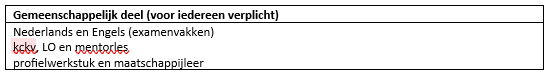 Gemeenschappelijk deel (voor iedereen verplicht)
Nederlands en Engels (examenvakken)
kckv, LO en mentorles
profielwerkstuk en maatschappijleer